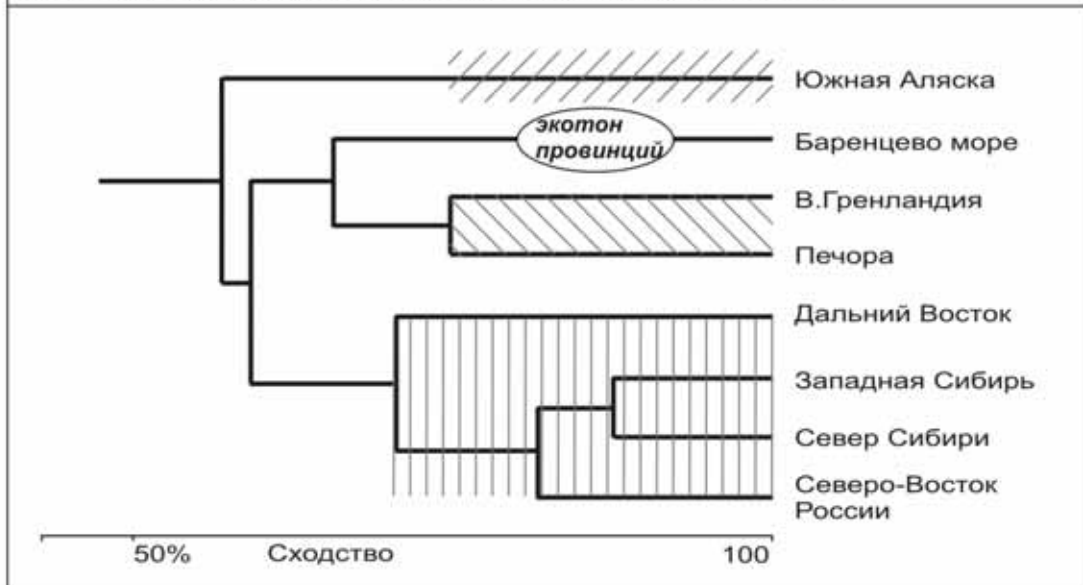 Южная Аляска
экотон
провинций
Баренцево море
В.Гренландия
Печора
Дальний Восток
Западная Сибирь
Север Сибири
Северо-Восток
России
50% Сходство 100